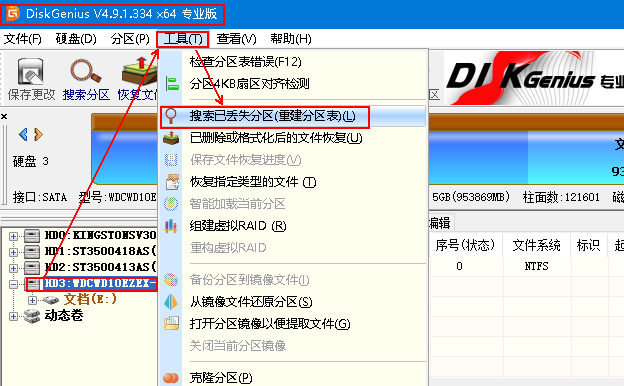 DiskGenius V4.9.1.334 x64 专业版
文件(F) 硬盘(D) 分区(P) 工具(T) 查看(V) 帮助(H)
保存更改 搜索分区 恢复文
DISKGenius 专业
区
检查分区表错误(F12)
分区4KB扇区对齐检测
搜索已丢失分区(重建分区表)(L)
已删除或格式化后的文件恢复(U)
保存文件恢复进度(V)
恢复指定类型的文件 (T)
智能加载当前分区
组建虚拟RAID (R)
重构虚拟RAID
备份分区到镜像文件(I)
从镜像文件还原分区(S)
打开分区镜像以便提取文件(G)
关闭当前分区镜像
克隆分区(P)
硬盘 3
文
93
接口:SATA 型号:WDCWD10EZEX
5GB(953869MB) 柱面数:121601 磁
HD0:KINGSTONSV30
HD1:ST3500418AS(
HD2:ST3500413AS(
HD3:WDCWD10EZEX-
文档(E:)
动态卷
编辑
序号(状态) 文件系统 标识 起
0 NTFS